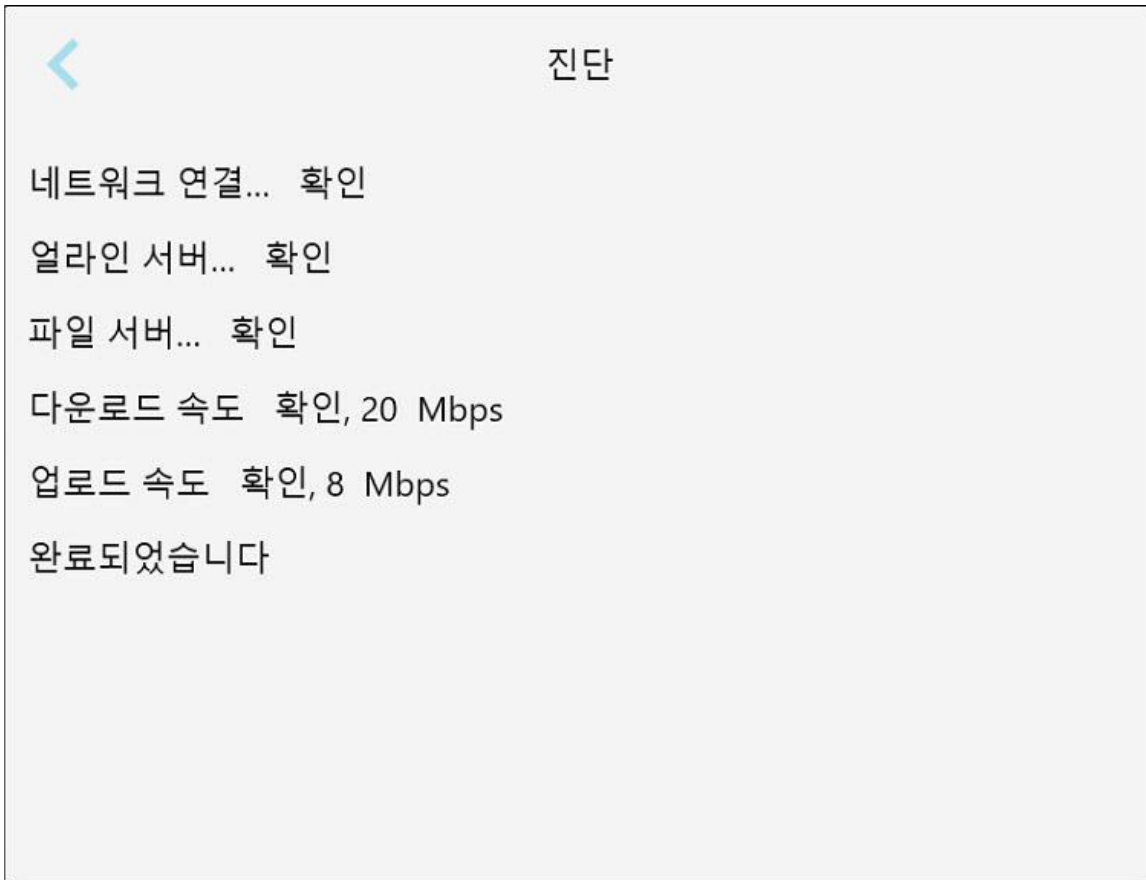 진단
네트워크 연결... 확인
얼라인 서버... 확인
파일 서버... 확인
다운로드 속도 확인, 20 Mbps
업로드 속도 확인, 8 Mbps
완료되었습니다